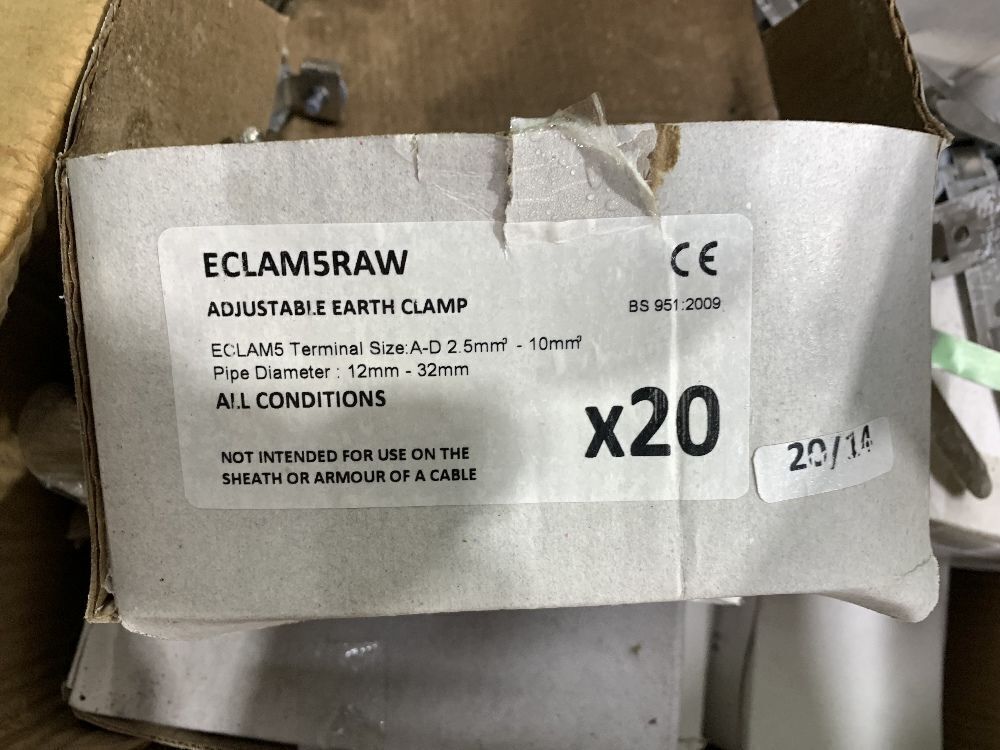 ECLAM5RAW
CE
ADJUSTABLE EARTH CLAMP
BS 951:2009
ECLAM5 Terminal Size:A-D 2.5mm² - 10mm²
Pipe Diameter : 12mm - 32mm
ALL CONDITIONS
x20
NOT INTENDED FOR USE ON THE
SHEATH OR ARMOUR OF A CABLE
20/14